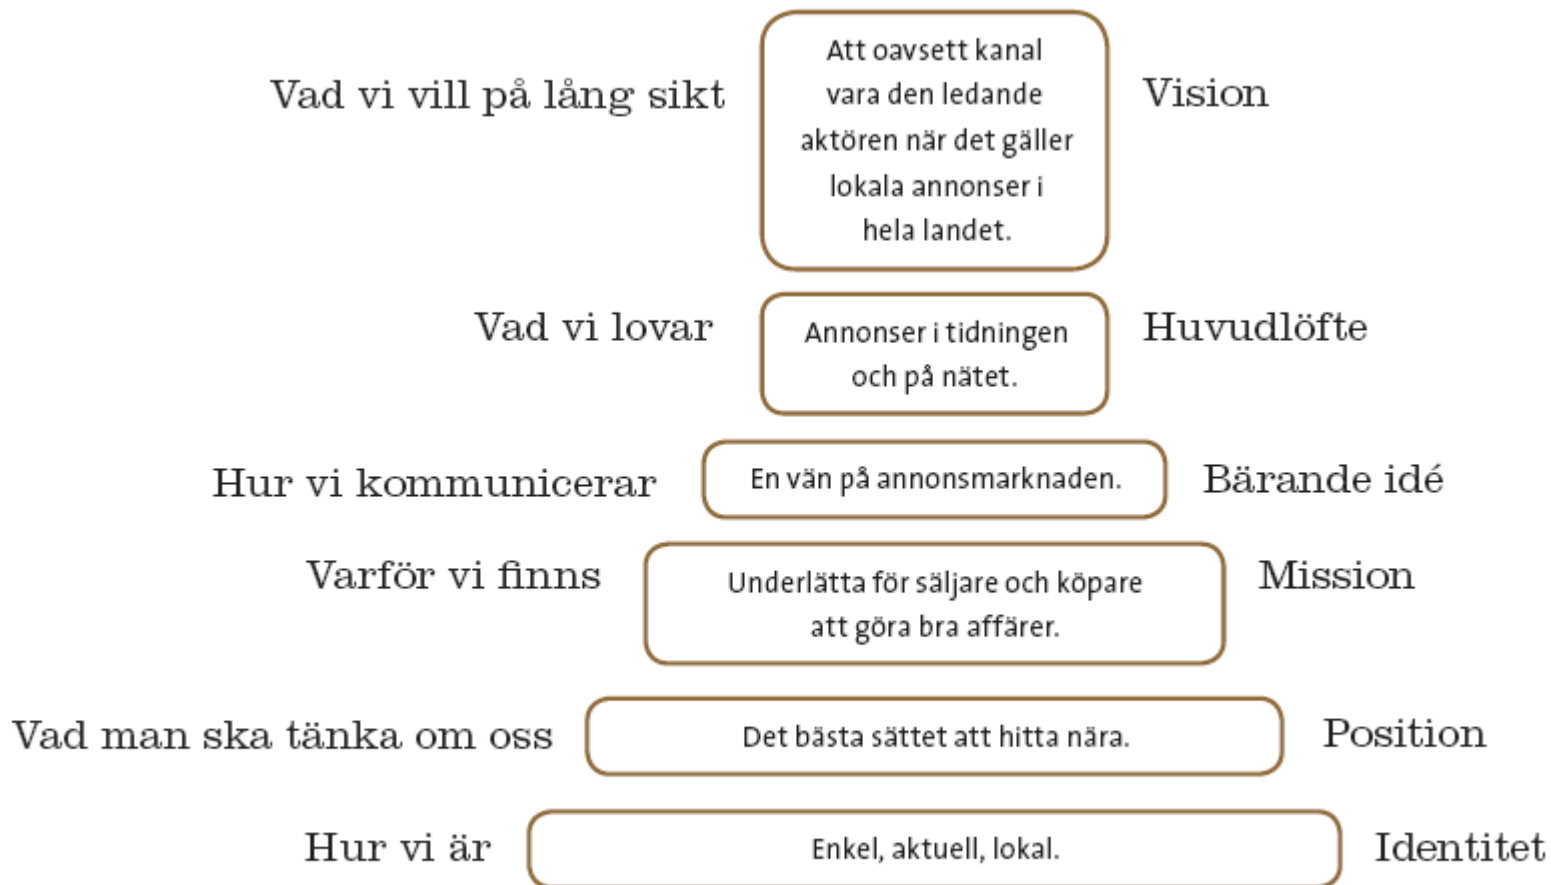 Vad vi vill på lång sikt
Att oavsett kanal
vara den ledande
aktören när det gäller
lokala annonser i
hela landet.
Vision
Vad vi lovar
Annonser i tidningen
och på nätet.
Huvudlöfte
Hur vi kommunicerar
En vän på annonsmarknaden.
Bärande idé
Varför vi finns
Underlätta för säljare och köpare
att göra bra affärer.
Mission
Vad man ska tänka om oss
Det bästa sättet att hitta nära.
Position
Hur vi är
Enkel, aktuell, lokal.
Identitet